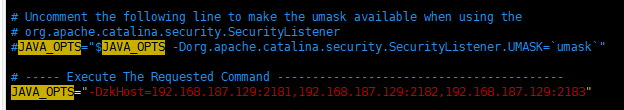 # Uncomment the following line to make the umask available when using the
# org.apache.catalina.security.SecurityListener
#JAVA_OPTS="$JAVA_OPTS -Dorg.apache.catalina.security.SecurityListener.UMASK=`umask`"
# ----- Execute The Requested Command -----------------------------------------
JAVA_OPTS="-DzkHost=192.168.187.129:2181,192.168.187.129:2182,192.168.187.129:2183"